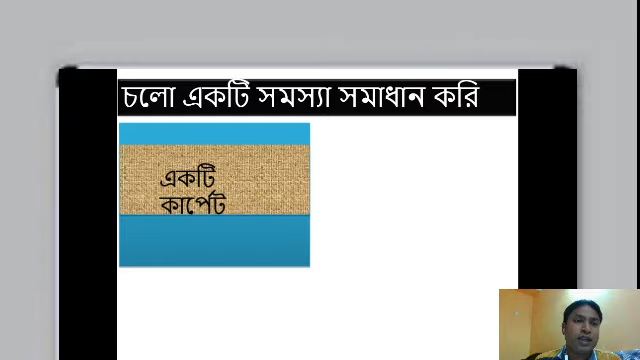 চলো একটি সমস্যা সমাধান করি
একটি
কার্পেট